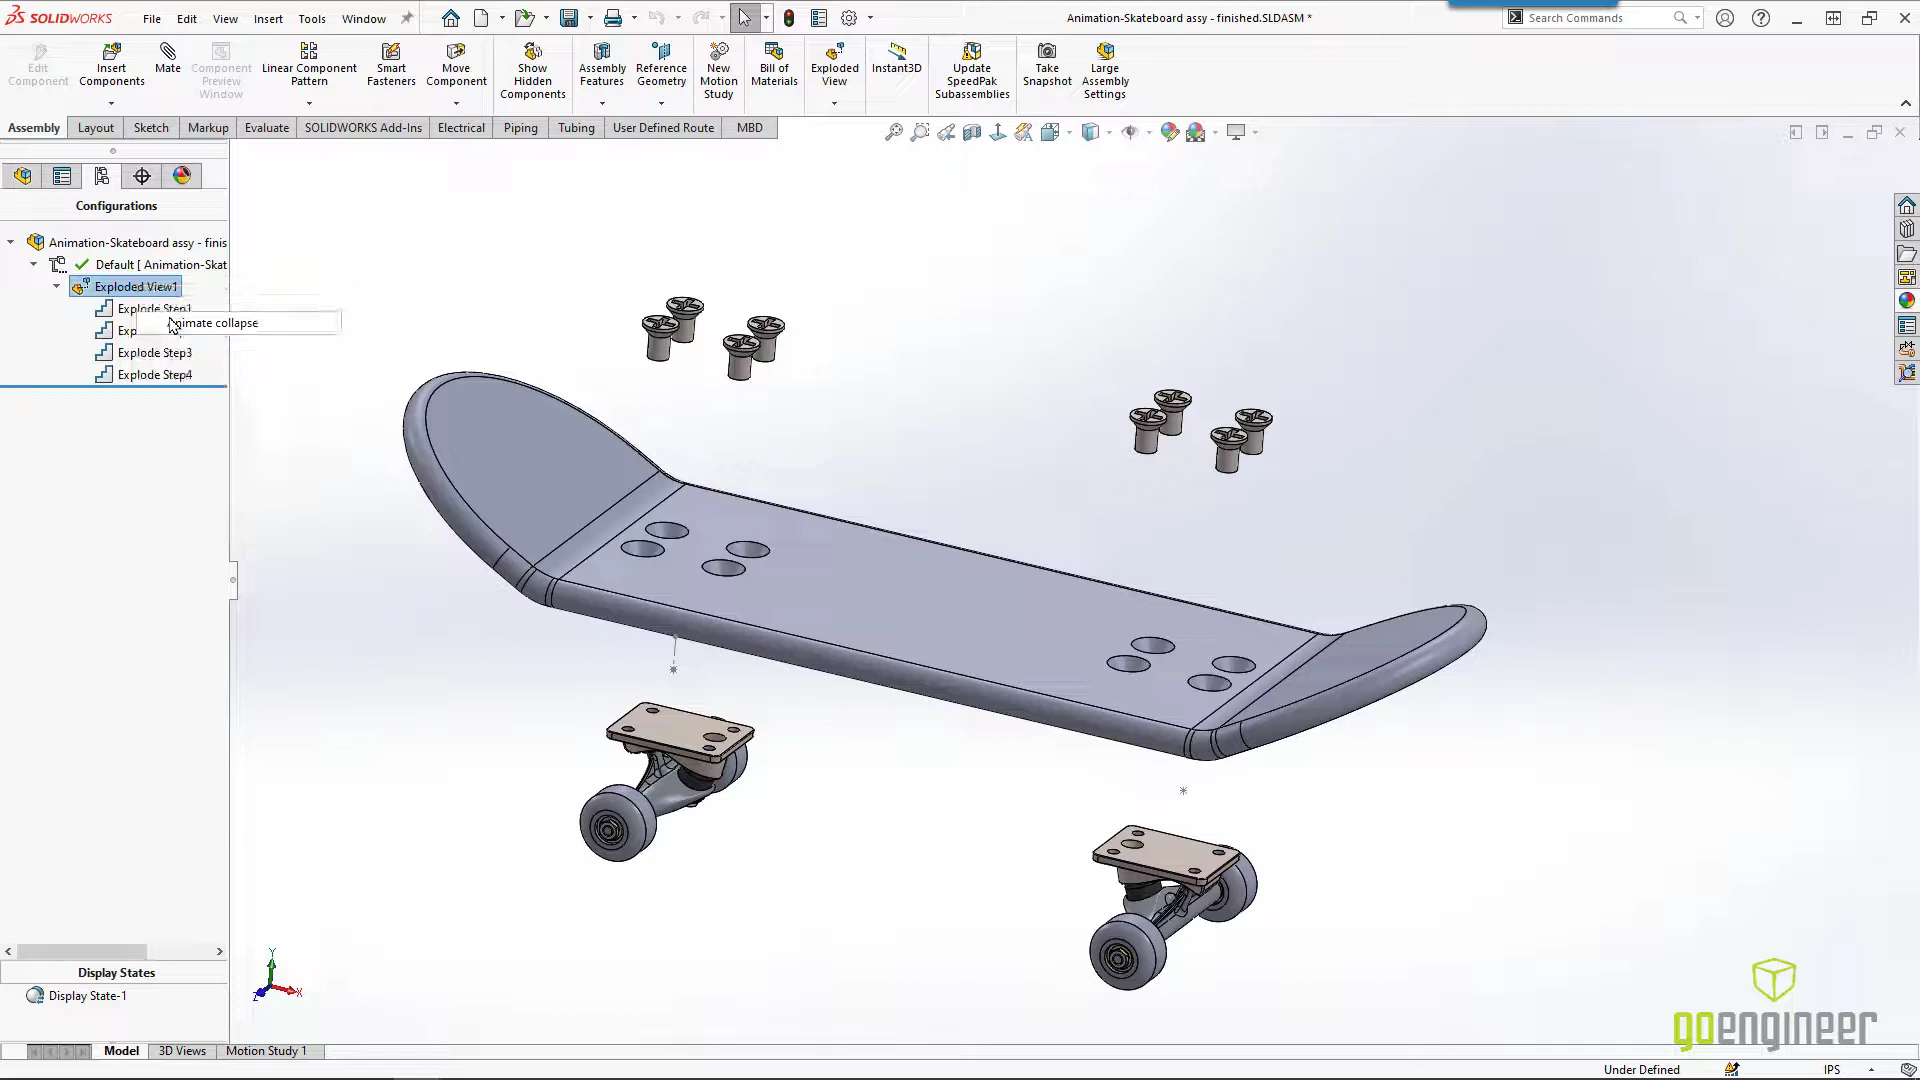 SOLIDWORKS File Edit View Insert Tools Window Animation-Skateboard assy - finished.SLDASM * Search Commands
Edit Component
Insert Components
Mate
Component Preview Window
Linear Component Pattern
Smart Fasteners
Move Component
Show Hidden Components
Assembly Features
Reference Geometry
New Motion Study
Bill of Materials
Exploded View
Instant3D
Update SpeedPak Subassemblies
Take Snapshot
Large Assembly Settings
Assembly Layout Sketch Markup Evaluate SOLIDWORKS Add-Ins Electrical Piping Tubing User Defined Route MBD
Configurations
Animation-Skateboard assy - finis
Default [ Animation-Skat
Exploded View1
Explode Step1
Animate collapse
Exp
Explode Step3
Explode Step4
Display States
Display State-1
Y
X
Z
goengineer
Model 3D Views Motion Study 1
Under Defined IPS